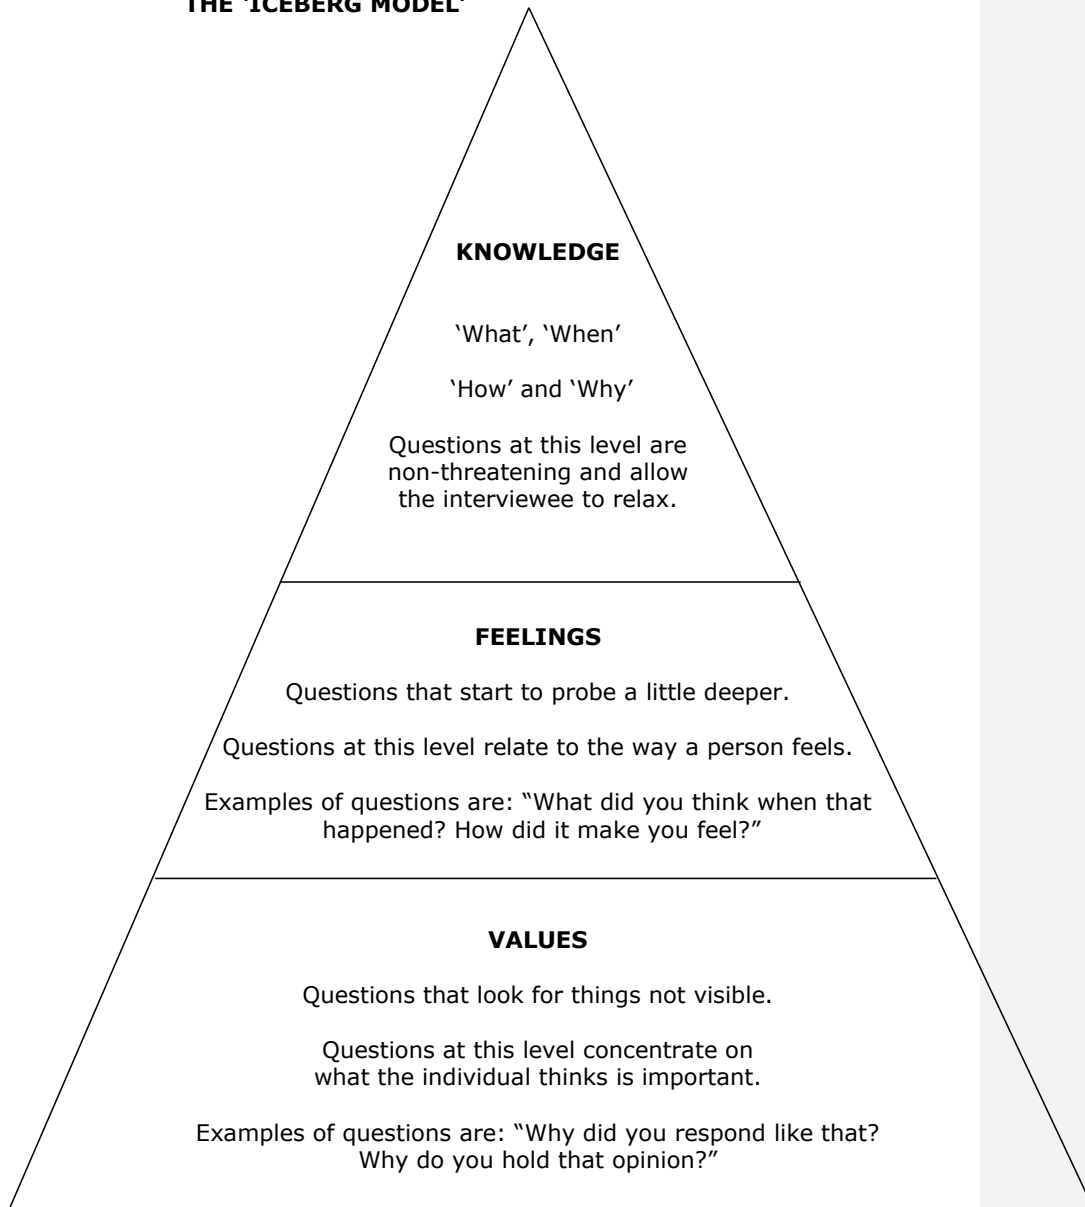 THE ‘ICEBERG MODEL’
KNOWLEDGE
‘What’, ‘When’
‘How’ and ‘Why’
Questions at this level are
non-threatening and allow
the interviewee to relax.
FEELINGS
Questions that start to probe a little deeper.
Questions at this level relate to the way a person feels.
Examples of questions are: “What did you think when that
happened? How did it make you feel?”
VALUES
Questions that look for things not visible.
Questions at this level concentrate on
what the individual thinks is important.
Examples of questions are: “Why did you respond like that?
Why do you hold that opinion?”